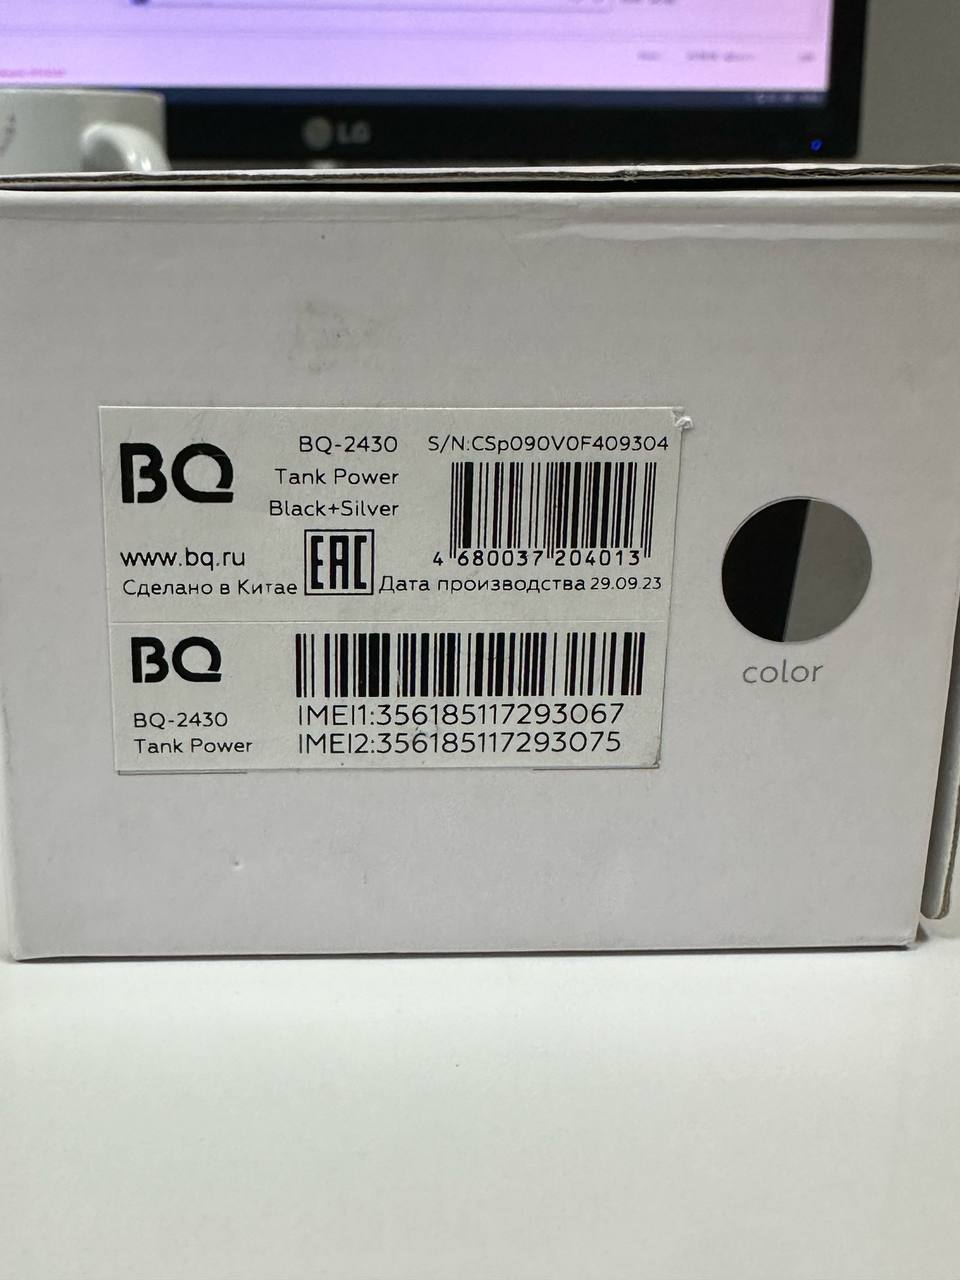 LG
BQ
BQ-2430
Tank Power
Black+Silver
S/N:CSp090V0F409304
4 680037 204013
www.bq.ru
Сделано в Китае
EAC
Дата производства 29.09.23
BQ
BQ-2430
Tank Power
IMEI1:356185117293067
IMEI2:356185117293075
color